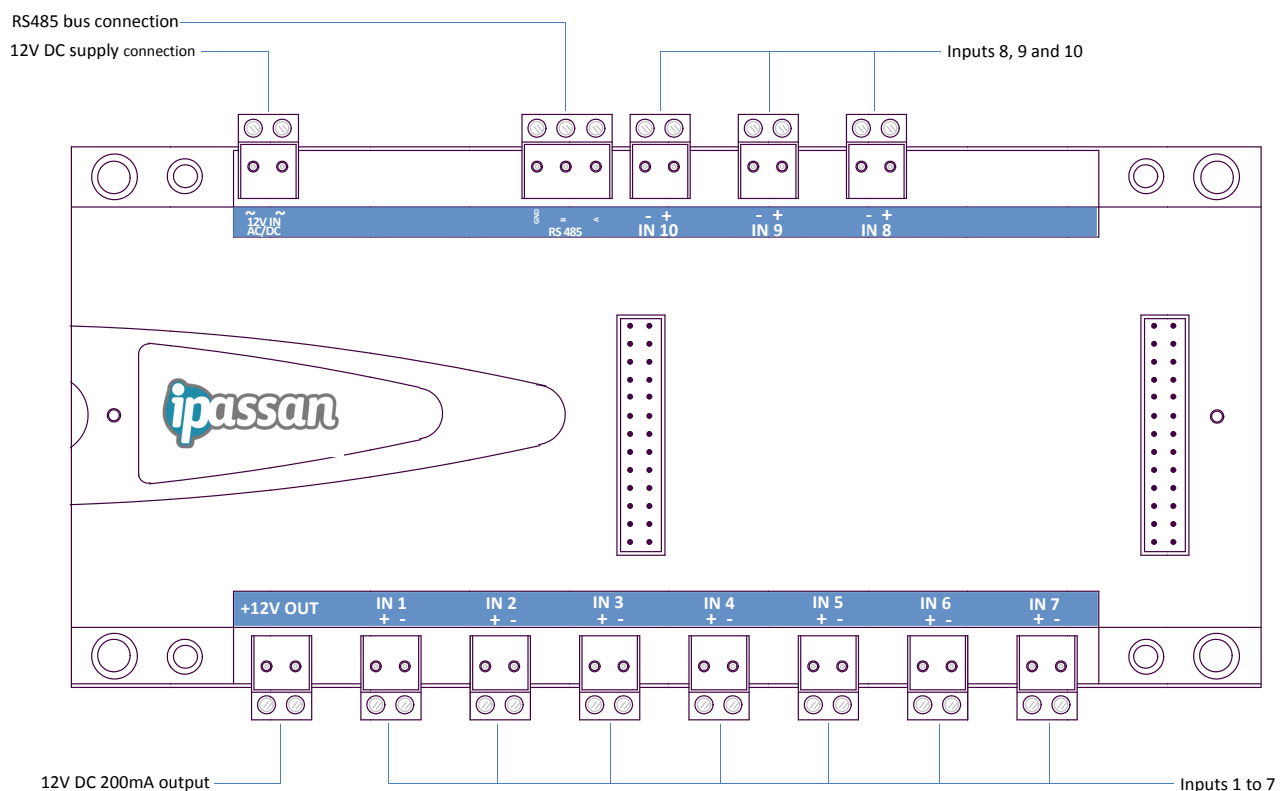 RS485 bus connection
12V DC supply connection
Inputs 8, 9 and 10
~ ~
12V IN
AC/DC
GND
B
A
RS 485
- +
IN 10
- +
IN 9
- +
IN 8
ipassan
+12V OUT
IN 1
+ -
IN 2
+ -
IN 3
+ -
IN 4
+ -
IN 5
+ -
IN 6
+ -
IN 7
+ -
12V DC 200mA output
Inputs 1 to 7